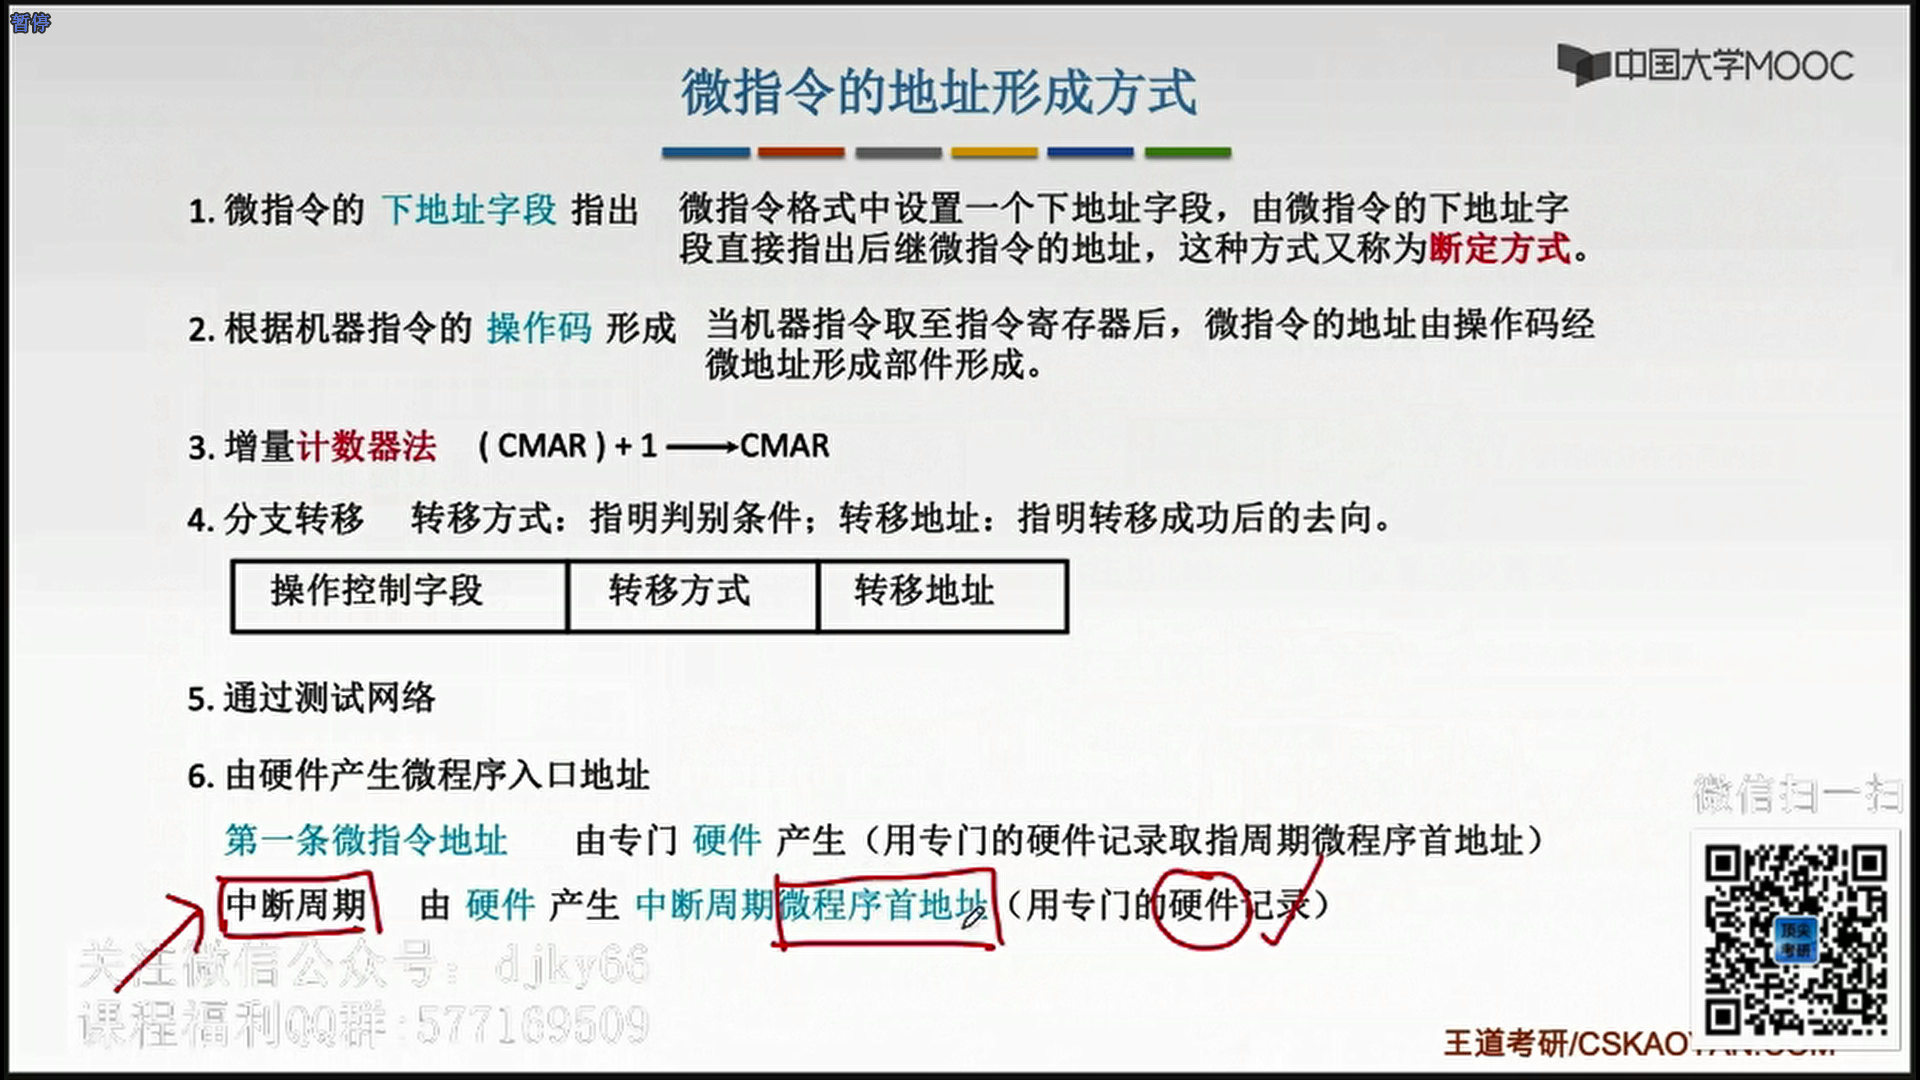 暂停
中国大学MOOC
微指令的地址形成方式
1. 微指令的 下地址字段 指出
微指令格式中设置一个下地址字段，由微指令的下地址字
段直接指出后继微指令的地址，这种方式又称为断定方式。
2. 根据机器指令的 操作码 形成
当机器指令取至指令寄存器后，微指令的地址由操作码经
微地址形成部件形成。
3. 增量计数器法 ( CMAR ) + 1 ⟶CMAR
4. 分支转移 转移方式：指明判别条件；转移地址：指明转移成功后的去向。
操作控制字段 转移方式 转移地址
5. 通过测试网络
6. 由硬件产生微程序入口地址
微信扫一扫
第一条微指令地址 由专门 硬件 产生（用专门的硬件记录取指周期微程序首地址）
中断周期 由 硬件 产生 中断周期微程序首地址（用专门的硬件记录）
顶尖
考研
关注微信公众号：djky66
课程福利QQ群:577169509
王道考研/CSKAOYAN.COM